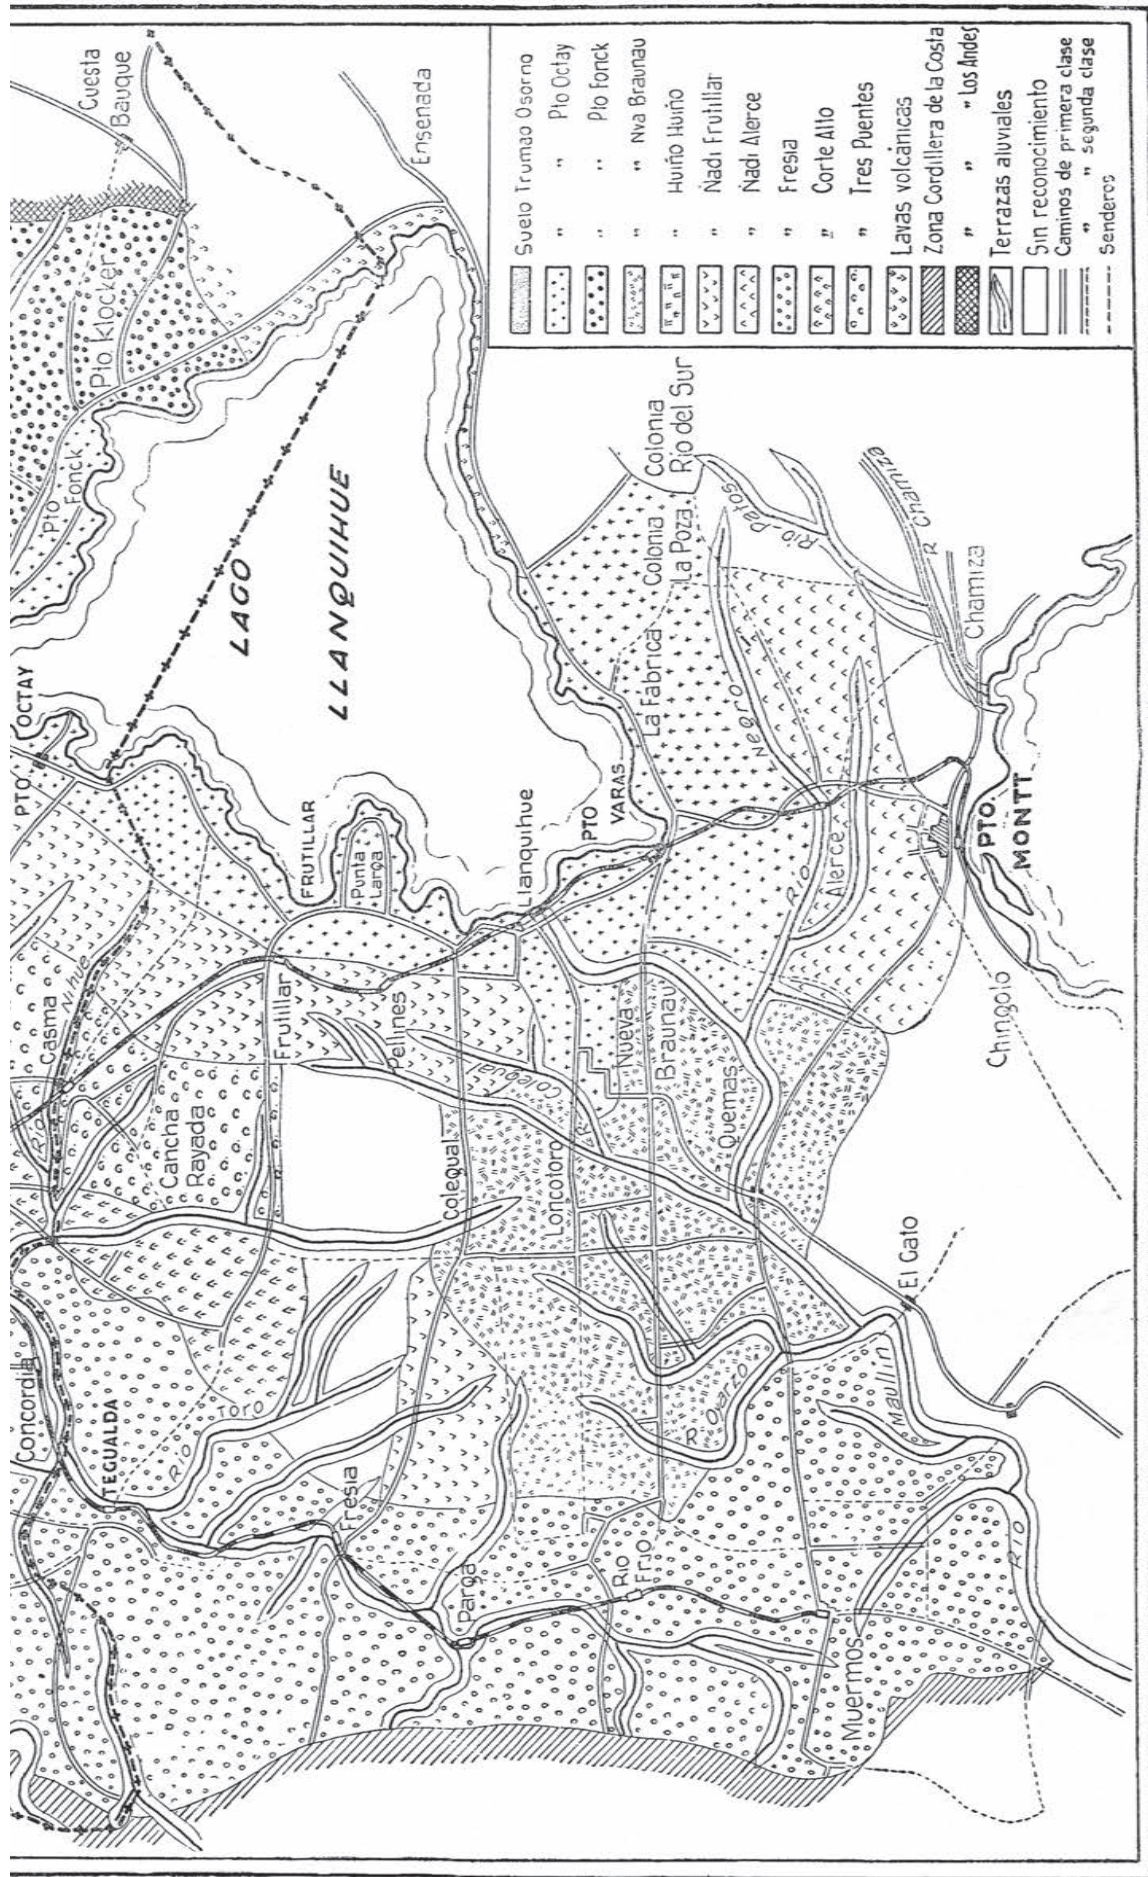 Cuesta
Bauque
Ensenada
Pto Klocker
Pto
Fonck
LAGO
LLANQUIHUE
PTO OCTAY
FRUTILLAR
Punta
Larga
Llanquihue
PTO
VARAS
La Fábrica
Colonia
La Poza
Colonia
Rio del Sur
Rio Patos
R Chamiza
Chamiza
RIO Negro
Alerce
PTO.
MONTT
Chingolo
Rio Nihue
Casma
Cancha
Rayada
Frutillar
Pellines
R Colegual
Colegual
Loncotoro
Nueva
Braunau
Quemas
El Gato
Concordia
TEGUALDA
RIO TORO
Fresia
Parga
Rio
Frio
R Oiarzo
RIO Maullin
Muermos
Suelo Trumao Osorno
" " Pto Octay
" " Pto Fonck
" " Nva Braunau
" Huiño Huiño
" Ñadi Frutillar
" Ñadi Alerce
" Fresia
" Corte Alto
" Tres Puentes
Lavas volcánicas
Zona Cordillera de la Costa
" " " Los Andes
Terrazas aluviales
Sin reconocimiento
Caminos de primera clase
" " segunda clase
Senderos